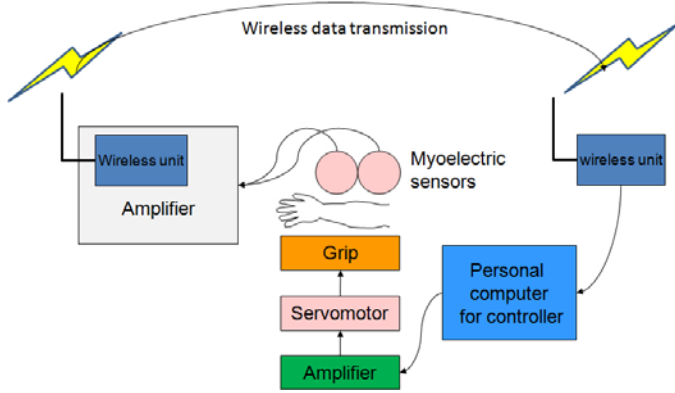 Wireless data transmission
Wireless unit
Amplifier
Myoelectric
sensors
wireless unit
Grip
Servomotor
Amplifier
Personal
computer
for controller